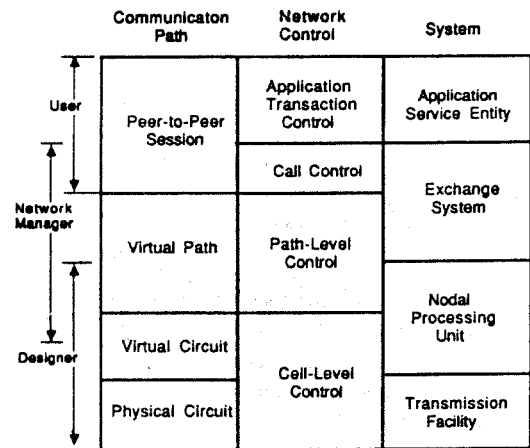 Communicaton
Path
Network
Control
System
User
Network
Manager
Designer
Peer-to-Peer
Session
Application
Transaction
Control
Application
Service Entity
Call Control
Exchange
System
Virtual Path
Path-Level
Control
Nodal
Processing
Unit
Virtual Circuit
Cell-Level
Control
Physical Circuit
Transmission
Facility